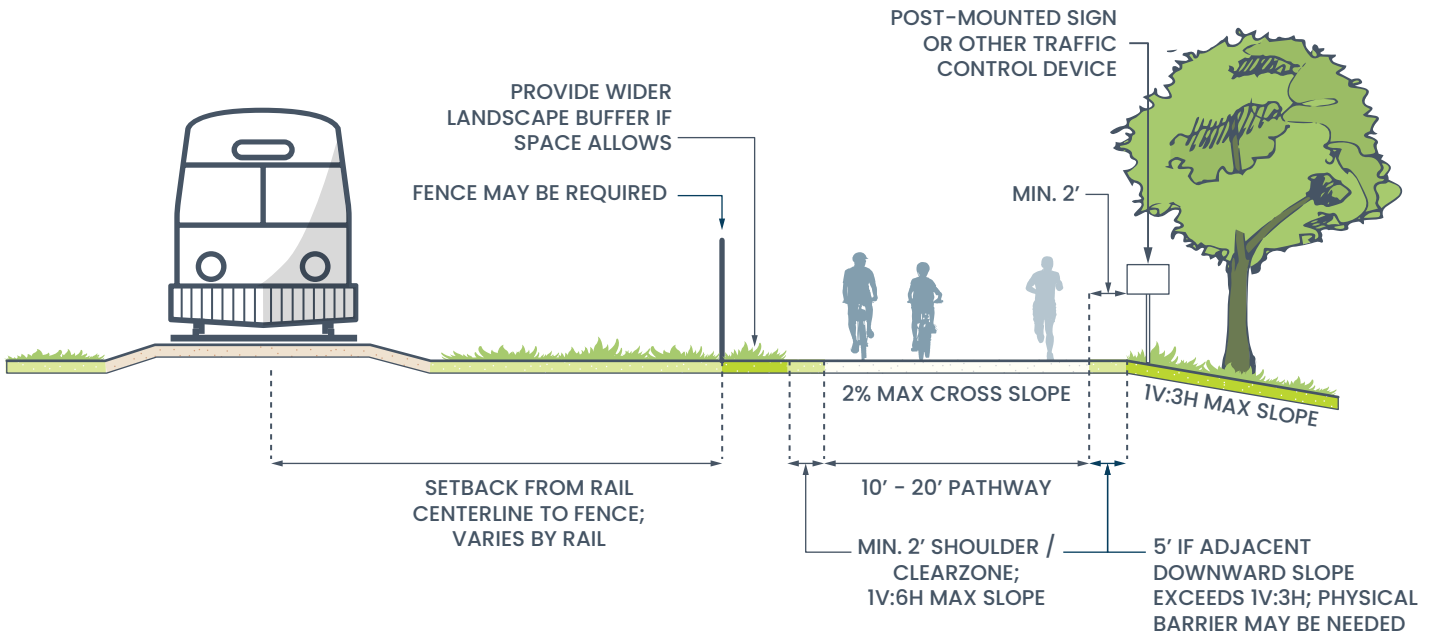 POST-MOUNTED SIGN
OR OTHER TRAFFIC
CONTROL DEVICE
PROVIDE WIDER
LANDSCAPE BUFFER IF
SPACE ALLOWS
FENCE MAY BE REQUIRED
MIN. 2’
2% MAX CROSS SLOPE
1V:3H MAX SLOPE
SETBACK FROM RAIL
CENTERLINE TO FENCE;
VARIES BY RAIL
10’ - 20’ PATHWAY
MIN. 2’ SHOULDER /
CLEARZONE;
1V:6H MAX SLOPE
5’ IF ADJACENT
DOWNWARD SLOPE
EXCEEDS 1V:3H; PHYSICAL
BARRIER MAY BE NEEDED